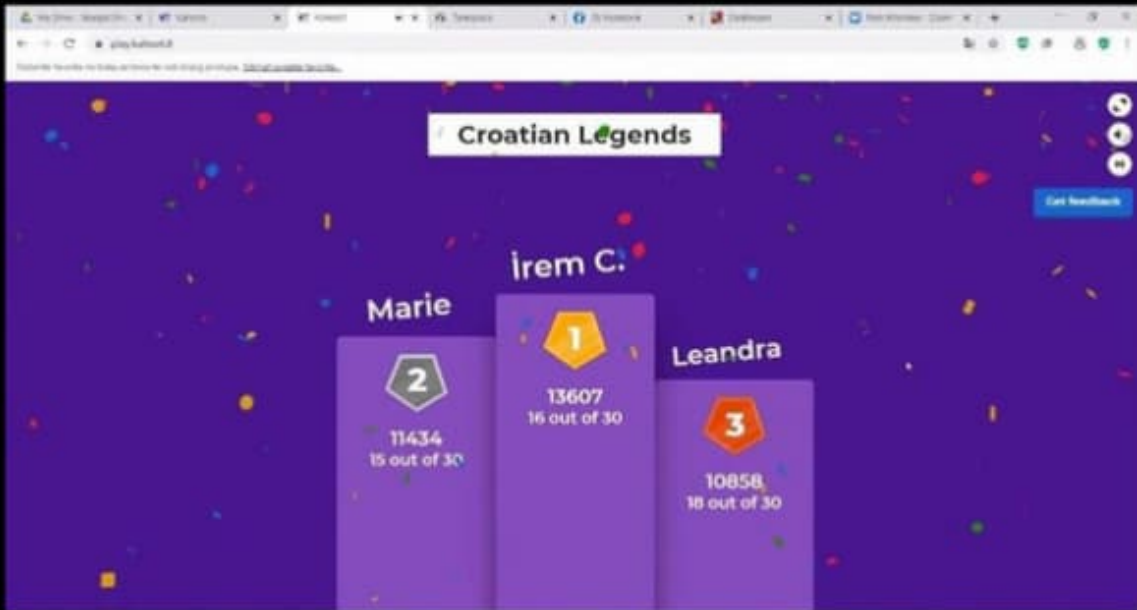 play.kahoot.it
Croatian Legends
Get feedback
İrem C.
Marie
Leandra
1
13607
16 out of 30
2
11434
15 out of 30
3
10858
18 out of 30